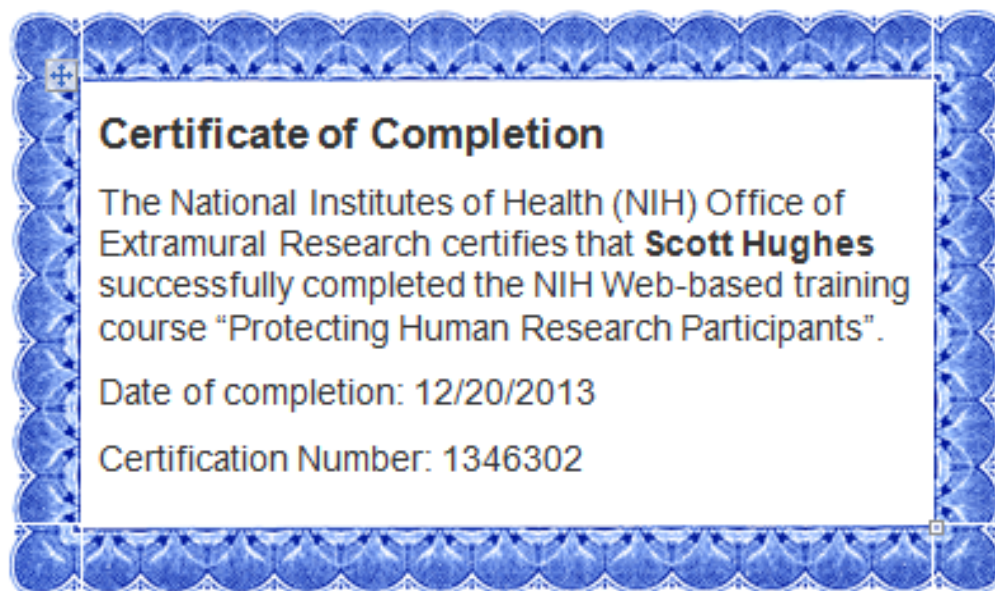 Certificate of Completion
The National Institutes of Health (NIH) Office of
Extramural Research certifies that Scott Hughes
successfully completed the NIH Web-based training
course “Protecting Human Research Participants”.
Date of completion: 12/20/2013
Certification Number: 1346302